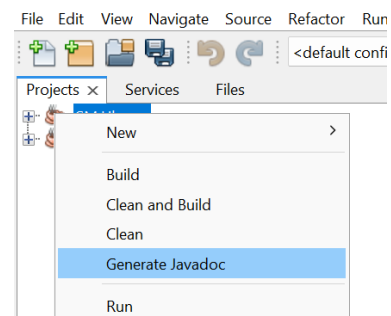 File Edit View Navigate Source Refactor Run
<default confi
Projects Services Files
New
Build
Clean and Build
Clean
Generate Javadoc
Run